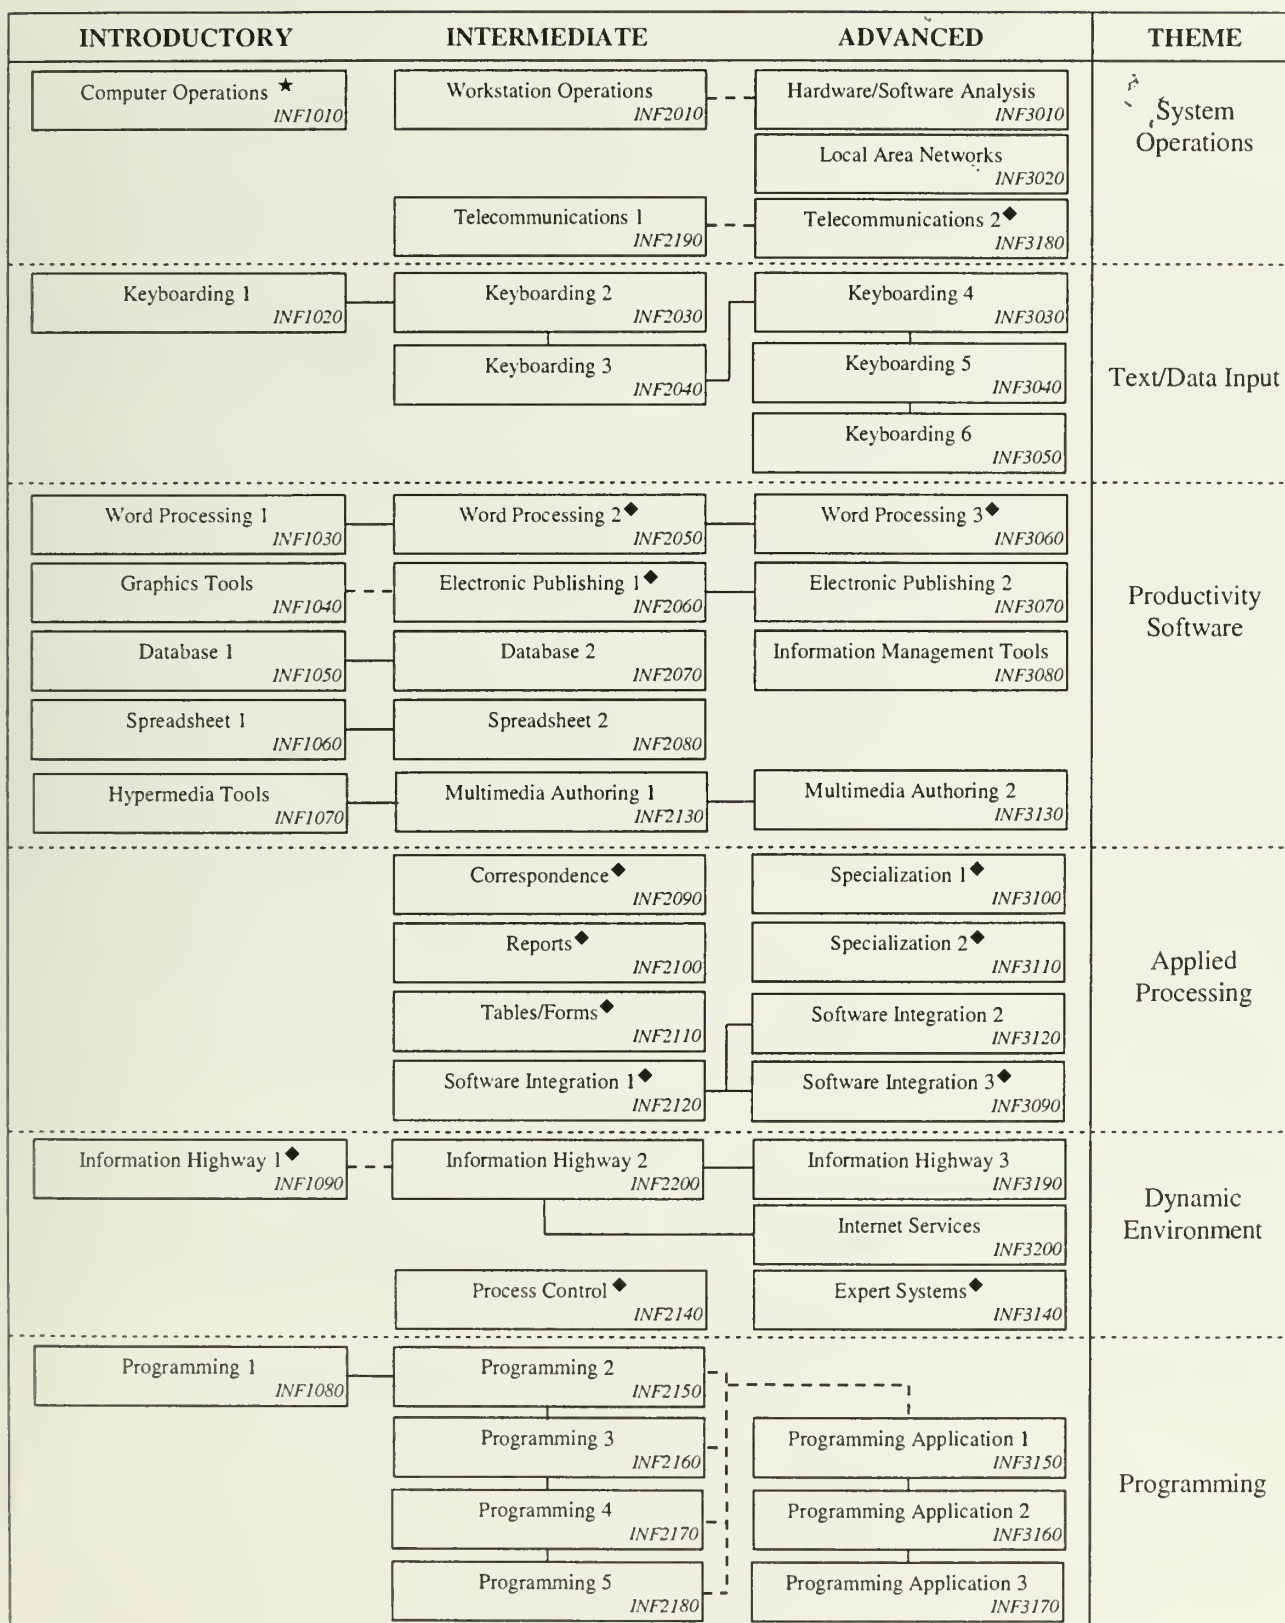 INTRODUCTORY INTERMEDIATE ADVANCED THEME
Computer Operations ★
INF1010
Workstation Operations
INF2010
Hardware/Software Analysis
INF3010
Local Area Networks
INF3020
Telecommunications 1
INF2190
Telecommunications 2◆
INF3180
System
Operations
Keyboarding 1
INF1020
Keyboarding 2
INF2030
Keyboarding 4
INF3030
Keyboarding 3
INF2040
Keyboarding 5
INF3040
Keyboarding 6
INF3050
Text/Data Input
Word Processing 1
INF1030
Word Processing 2◆
INF2050
Word Processing 3◆
INF3060
Graphics Tools
INF1040
Electronic Publishing 1◆
INF2060
Electronic Publishing 2
INF3070
Database 1
INF1050
Database 2
INF2070
Information Management Tools
INF3080
Spreadsheet 1
INF1060
Spreadsheet 2
INF2080
Hypermedia Tools
INF1070
Multimedia Authoring 1
INF2130
Multimedia Authoring 2
INF3130
Productivity
Software
Correspondence◆
INF2090
Specialization 1◆
INF3100
Reports◆
INF2100
Specialization 2◆
INF3110
Tables/Forms◆
INF2110
Software Integration 2
INF3120
Software Integration 1◆
INF2120
Software Integration 3◆
INF3090
Applied
Processing
Information Highway 1◆
INF1090
Information Highway 2
INF2200
Information Highway 3
INF3190
Internet Services
INF3200
Process Control◆
INF2140
Expert Systems◆
INF3140
Dynamic
Environment
Programming 1
INF1080
Programming 2
INF2150
Programming 3
INF2160
Programming Application 1
INF3150
Programming 4
INF2170
Programming Application 2
INF3160
Programming 5
INF2180
Programming Application 3
INF3170
Programming